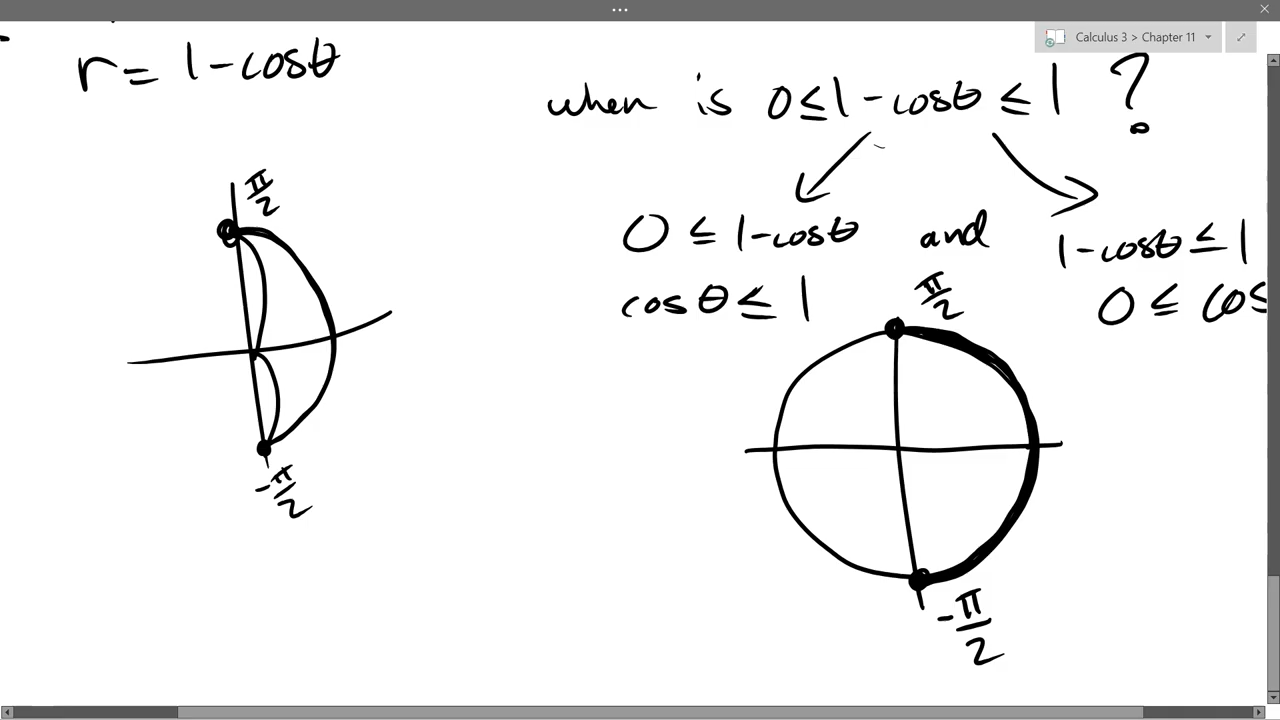 ...
Calculus 3 > Chapter 11
r = 1 - cosθ
when is 0 ≤ 1 - cosθ ≤ 1 ?
0 ≤ 1 - cosθ and 1 - cosθ ≤ 1
cosθ ≤ 1 0 ≤ cos
π/2
π/2
-π/2
-π/2